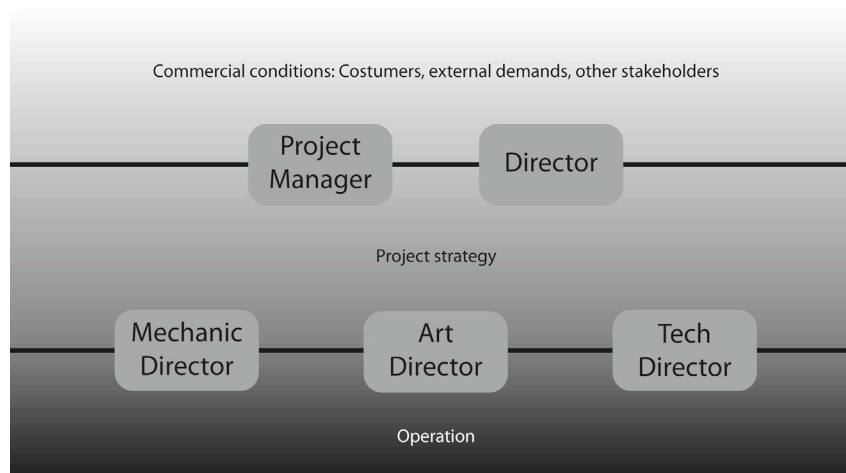 Commercial conditions: Costumers, external demands, other stakeholders
Project
Manager
Director
Project strategy
Mechanic
Director
Art
Director
Tech
Director
Operation